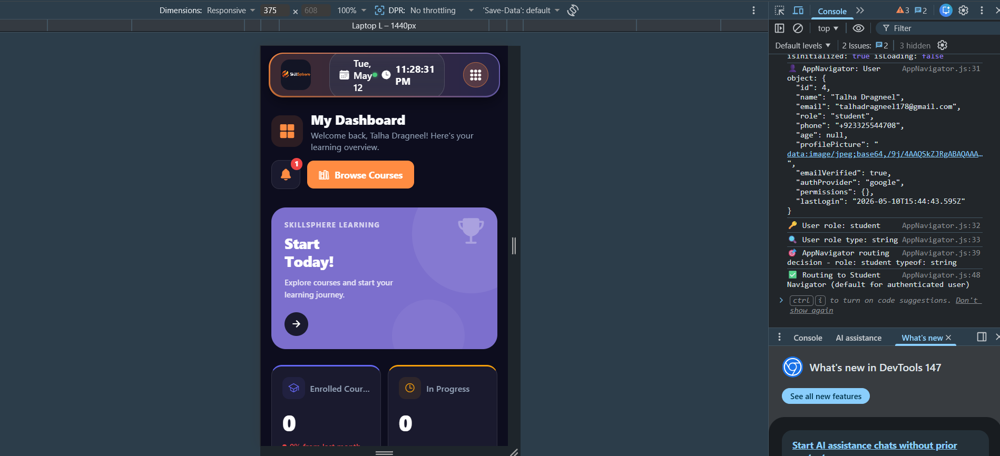 Dimensions: Responsive 375 × 608 100% DPR: No throttling 'Save-Data': default
Laptop L – 1440px
SkillSphere
Tue,
May
12
11:28:31
PM
My Dashboard
Welcome back, Talha Dragneel! Here's your
learning overview.
1
Browse Courses
SKILLSPHERE LEARNING
Start
Today!
Explore courses and start your
learning journey.
Enrolled Cour...
0
0% from last month
In Progress
0
Console 3 2
top Filter
Default levels 2 Issues: 2 3 hidden
isInitialized: true isLoading: false
AppNavigator: User AppNavigator.js:31
object: {
"id": 4,
"name": "Talha Dragneel",
"email": "talhadragneel178@gmail.com",
"role": "student",
"phone": "+923325544708",
"age": null,
"profilePicture": "
data:image/jpeg;base64,/9j/4AAQSkZJRgABAQAAA…
",
"emailVerified": true,
"authProvider": "google",
"permissions": {},
"lastLogin": "2026-05-10T15:44:43.595Z"
}
User role: student AppNavigator.js:32
User role type: string AppNavigator.js:33
AppNavigator routing AppNavigator.js:39
decision - role: student typeof: string
Routing to Student AppNavigator.js:48
Navigator (default for authenticated user)
ctrl i to turn on code suggestions. Don't
show again
Console AI assistance What's new
What's new in DevTools 147
See all new features
Start AI assistance chats without prior